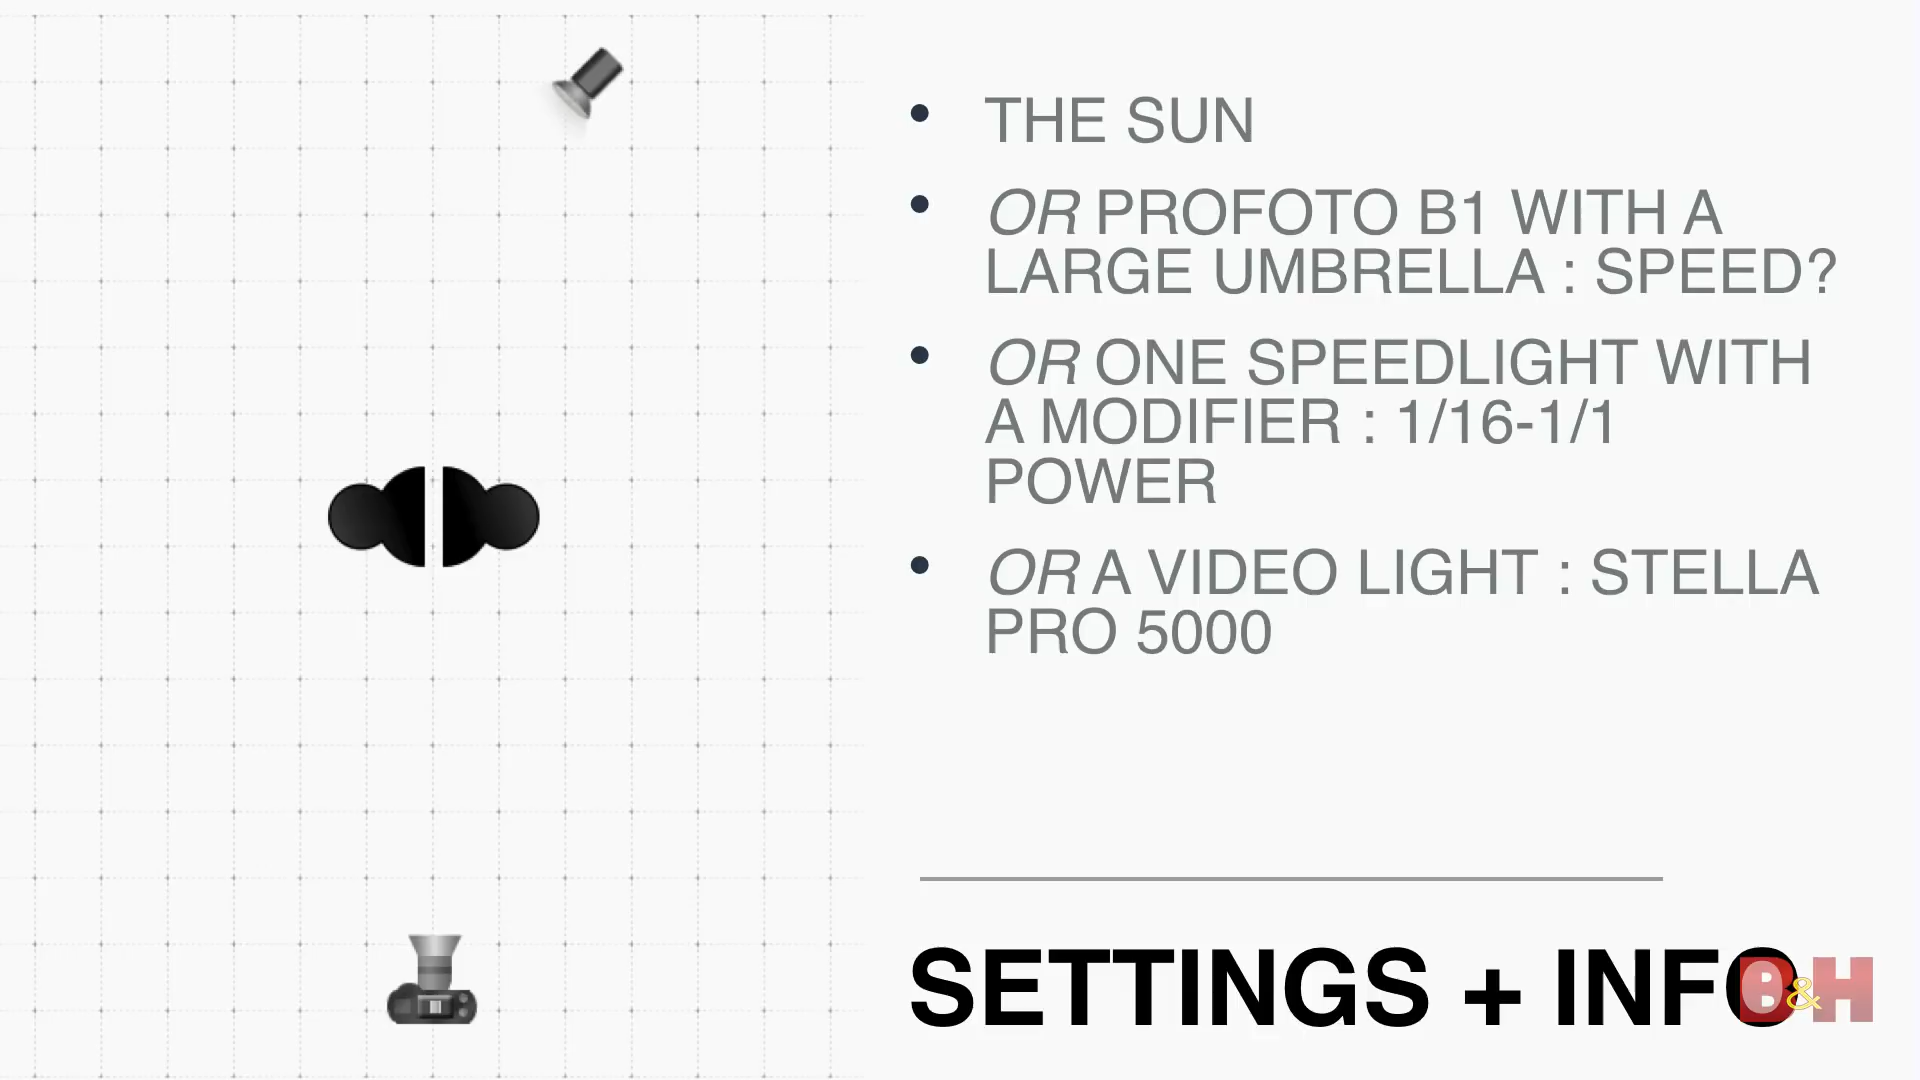 • THE SUN
• OR PROFOTO B1 WITH A
LARGE UMBRELLA : SPEED?
• OR ONE SPEEDLIGHT WITH
A MODIFIER : 1/16-1/1
POWER
• OR A VIDEO LIGHT : STELLA
PRO 5000
SETTINGS + INFO
B&H